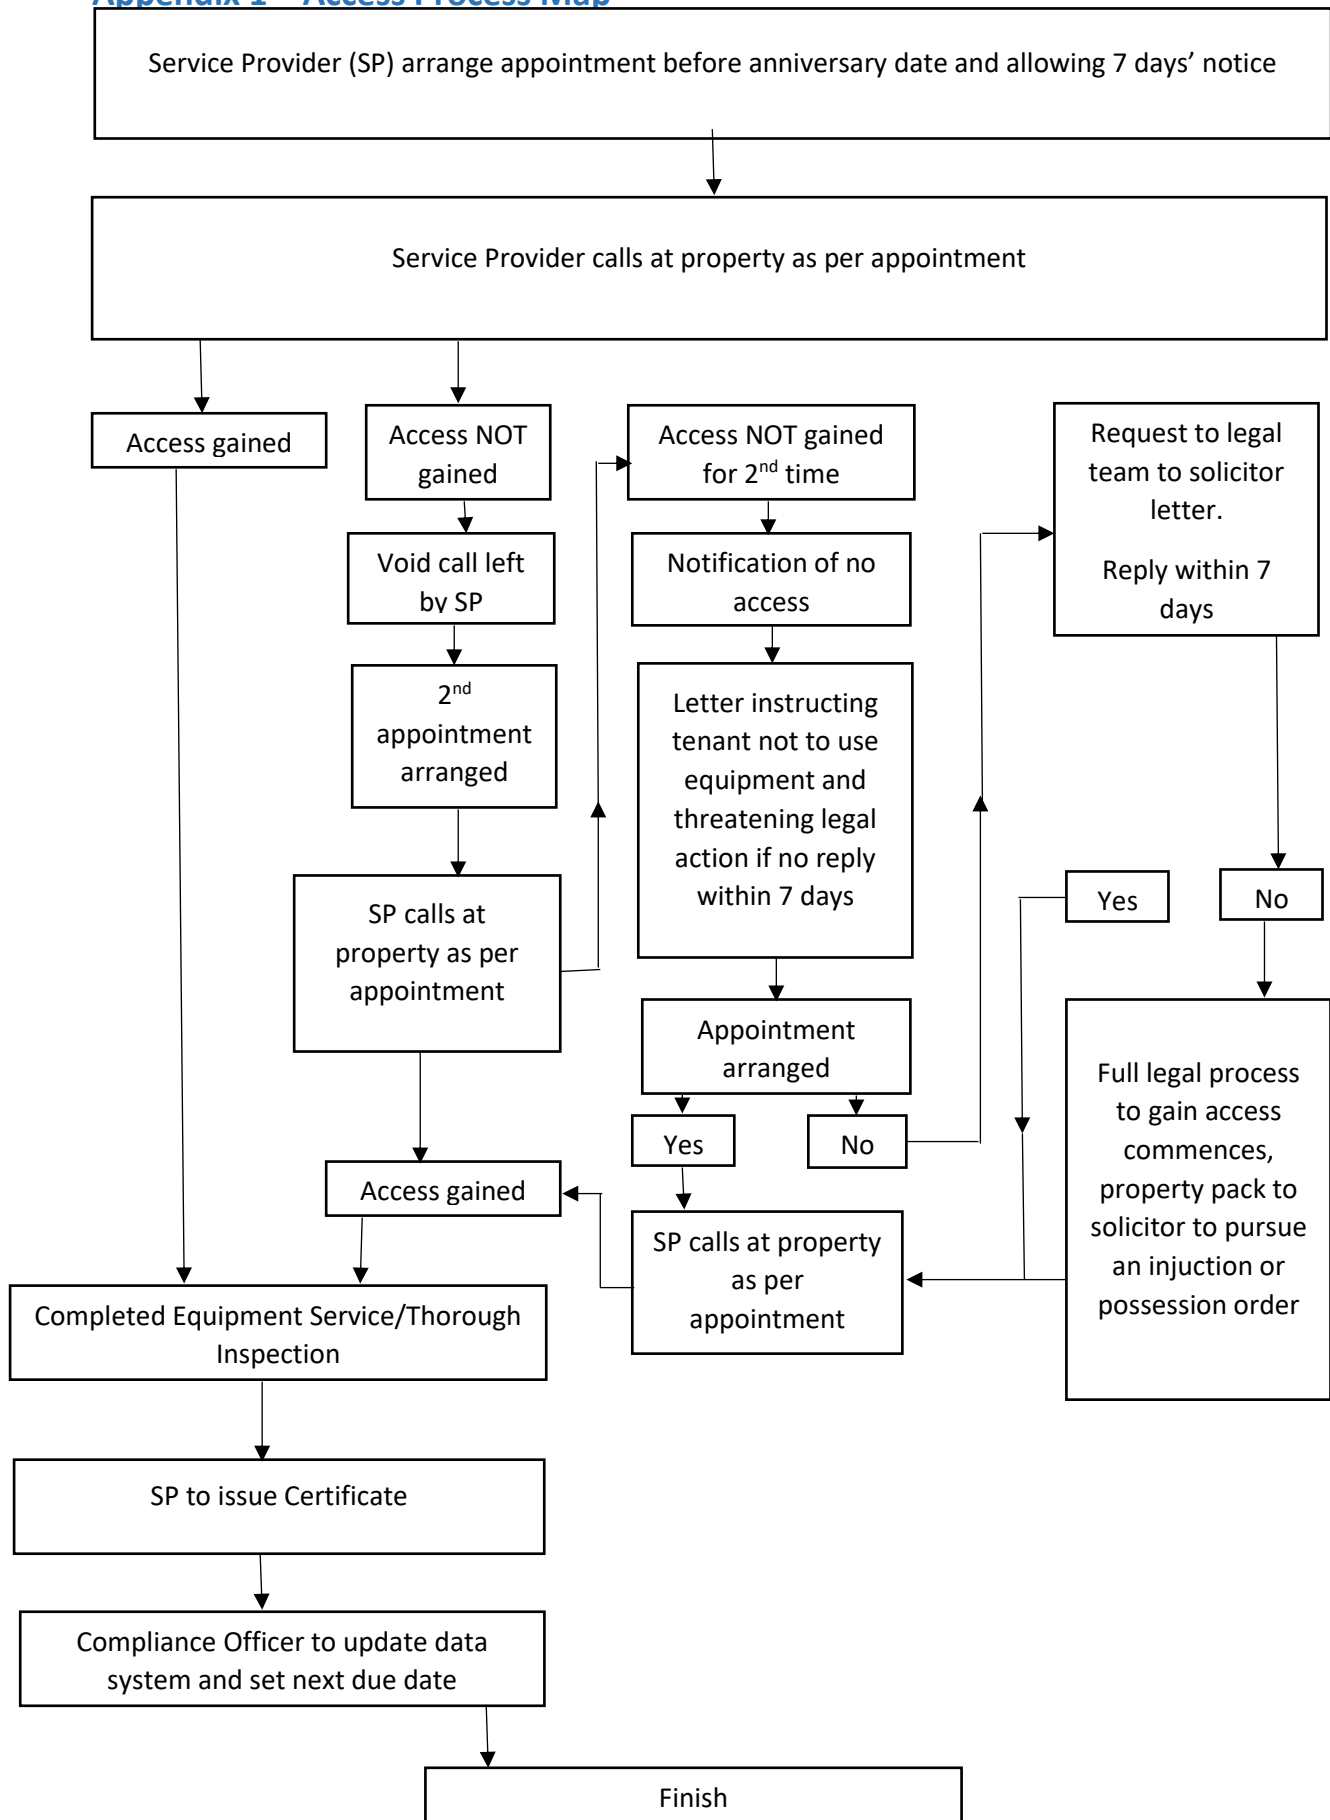 Appendix 1 – Access Process Map
Service Provider (SP) arrange appointment before anniversary date and allowing 7 days’ notice
Service Provider calls at property as per appointment
Access gained
Access NOT
gained
Void call left
by SP
2nd
appointment
arranged
SP calls at
property as per
appointment
Access gained
Access NOT gained
for 2nd time
Notification of no
access
Letter instructing
tenant not to use
equipment and
threatening legal
action if no reply
within 7 days
Appointment
arranged
Yes
No
SP calls at property
as per
appointment
Request to legal
team to solicitor
letter.
Reply within 7
days
Yes
No
Full legal process
to gain access
commences,
property pack to
solicitor to pursue
an injuction or
possession order
Completed Equipment Service/Thorough
Inspection
SP to issue Certificate
Compliance Officer to update data
system and set next due date
Finish